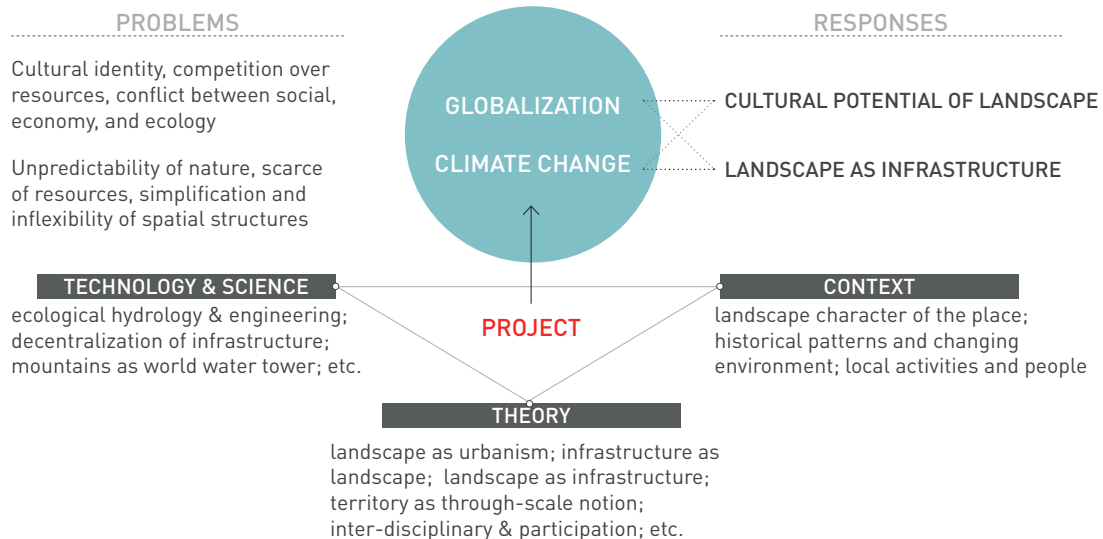 PROBLEMS
Cultural identity, competition over
resources, conflict between social,
economy, and ecology
Unpredictability of nature, scarce
of resources, simplification and
inflexibility of spatial structures
GLOBALIZATION
CLIMATE CHANGE
RESPONSES
CULTURAL POTENTIAL OF LANDSCAPE
LANDSCAPE AS INFRASTRUCTURE
TECHNOLOGY & SCIENCE
ecological hydrology & engineering;
decentralization of infrastructure;
mountains as world water tower; etc.
PROJECT
CONTEXT
landscape character of the place;
historical patterns and changing
environment; local activities and people
THEORY
landscape as urbanism; infrastructure as
landscape; landscape as infrastructure;
territory as through-scale notion;
inter-disciplinary & participation; etc.